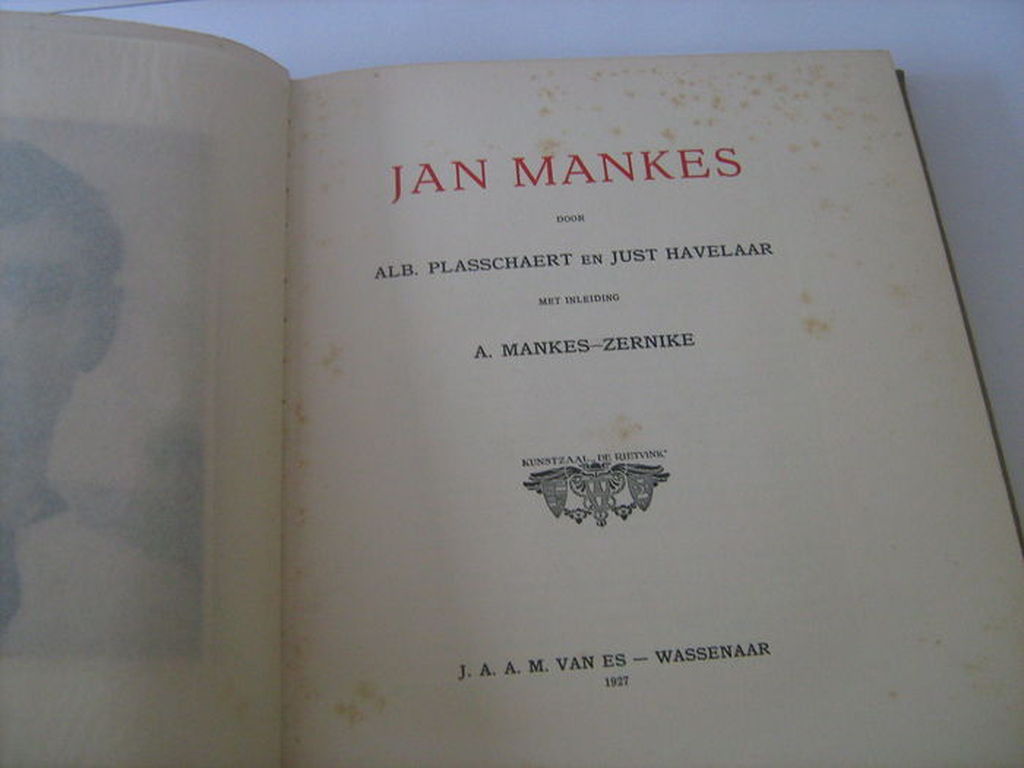 JAN MANKES
DOOR
ALB. PLASSCHAERT EN JUST HAVELAAR
MET INLEIDING
A. MANKES—ZERNIKE
KUNSTZAAL „DE RIETVINK"
J. A. A. M. VAN ES — WASSENAAR
1927